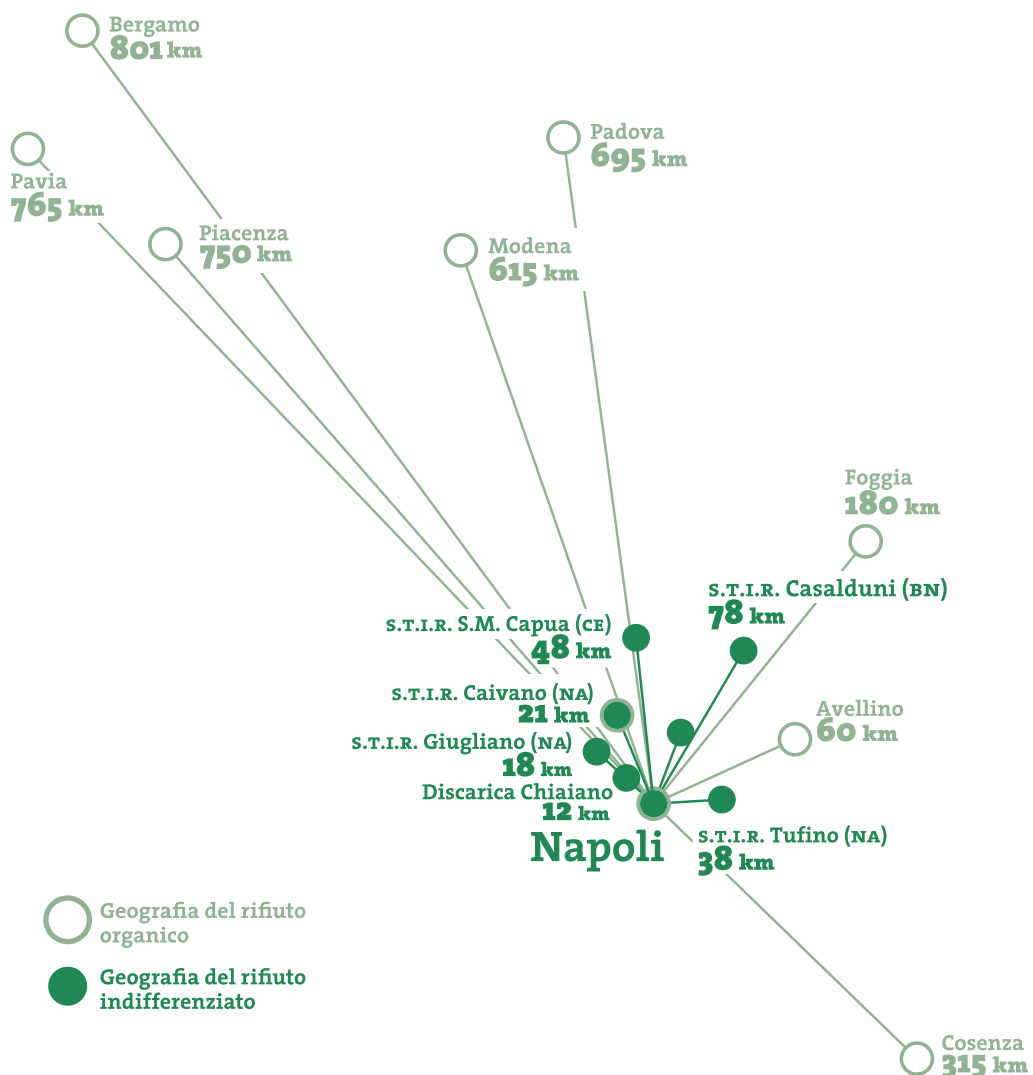 Bergamo
801 km
Padova
695 km
Pavia
765 km
Piacenza
750 km
Modena
615 km
Foggia
180 km
s.t.i.r. Casalduni (bn)
78 km
s.t.i.r. S.M. Capua (ce)
48 km
s.t.i.r. Caivano (na)
21 km
Avellino
60 km
s.t.i.r. Giugliano (na)
18 km
Discarica Chiaiano
12 km
Napoli
s.t.i.r. Tufino (na)
38 km
Geografia del rifiuto
organico
Geografia del rifiuto
indifferenziato
Cosenza
315 km